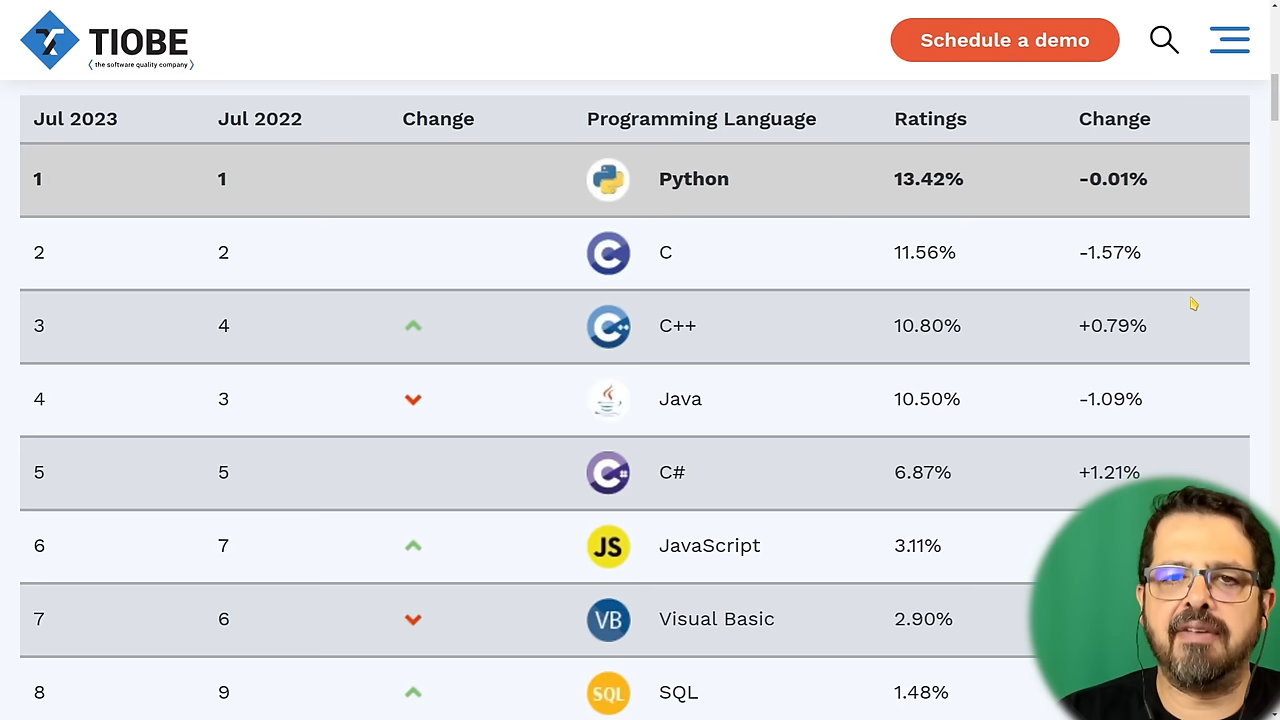 TIOBE
⟨ the software quality company ⟩
Schedule a demo
Jul 2023 Jul 2022 Change Programming Language Ratings Change
1 1 Python 13.42% -0.01%
2 2 C 11.56% -1.57%
3 4 C++ 10.80% +0.79%
4 3 Java 10.50% -1.09%
5 5 C# 6.87% +1.21%
6 7 JS JavaScript 3.11%
7 6 VB Visual Basic 2.90%
8 9 SQL SQL 1.48%